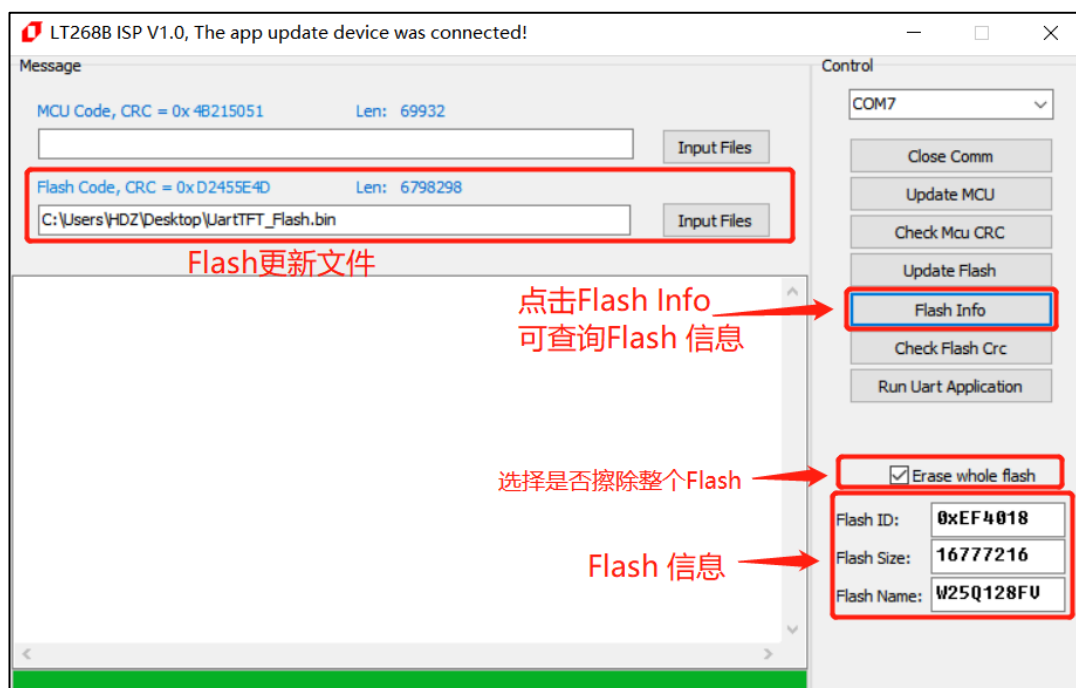 LT268B ISP V1.0, The app update device was connected!
Message
MCU Code, CRC = 0x 4B215051 Len: 69932
Input Files
Flash Code, CRC = 0x D2455E4D Len: 6798298
C:\Users\HDZ\Desktop\UartTFT_Flash.bin
Input Files
Flash更新文件
点击Flash Info
可查询Flash 信息
选择是否擦除整个Flash
Flash 信息
Control
COM7
Close Comm
Update MCU
Check Mcu CRC
Update Flash
Flash Info
Check Flash Crc
Run Uart Application
Erase whole flash
Flash ID: 0xEF4018
Flash Size: 16777216
Flash Name: W25Q128FV